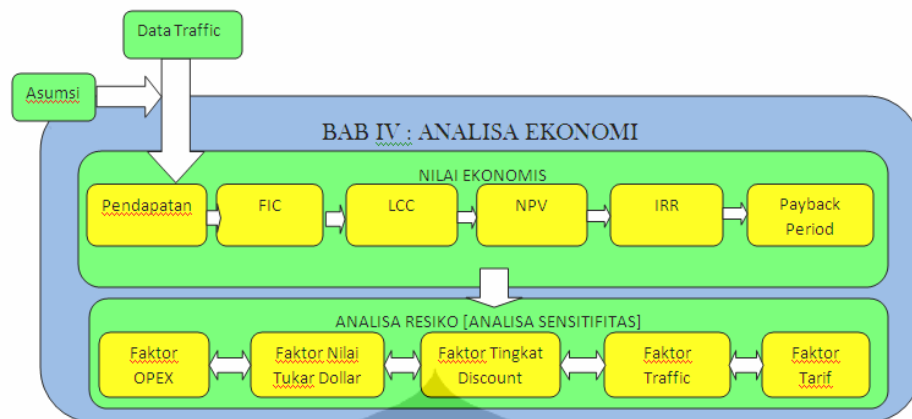 Data Traffic
Asumsi
BAB IV : ANALISA EKONOMI
NILAI EKONOMIS
Pendapatan
FIC
LCC
NPV
IRR
Payback
Period
ANALISA RESIKO [ANALISA SENSITIFITAS]
Faktor
OPEX
Faktor Nilai
Tukar Dollar
Faktor Tingkat
Discount
Faktor
Traffic
Faktor
Tarif